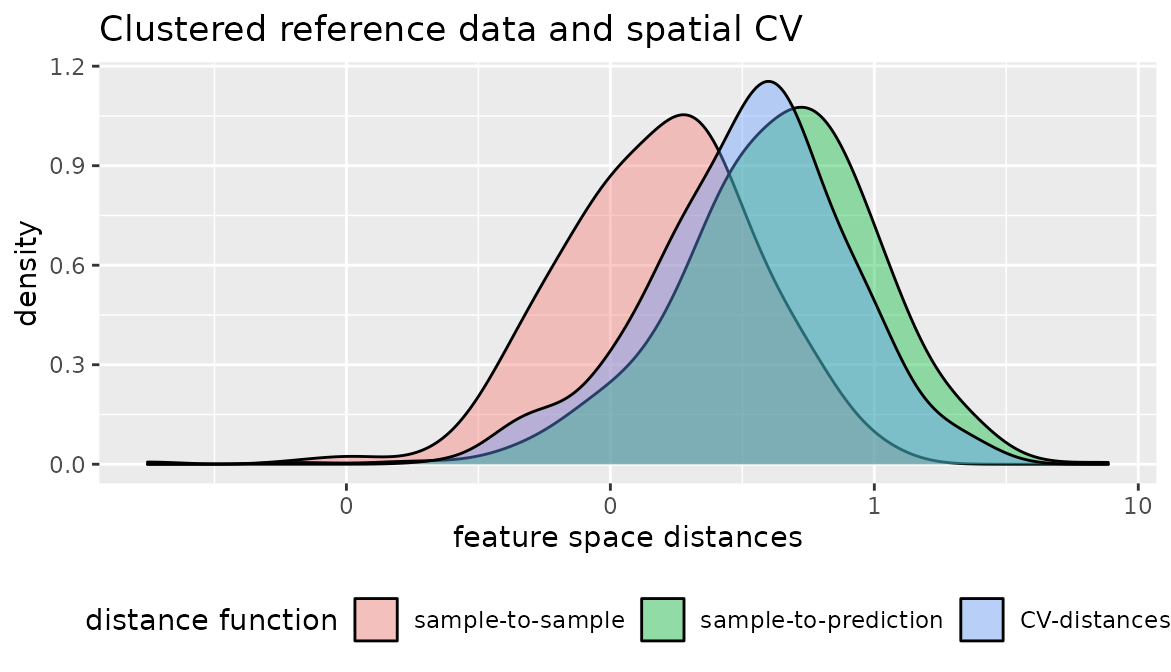 Clustered reference data and spatial CV
1.2
0.9
0.6
0.3
0.0
density
0 0 1 10
feature space distances
distance function sample-to-sample sample-to-prediction CV-distances